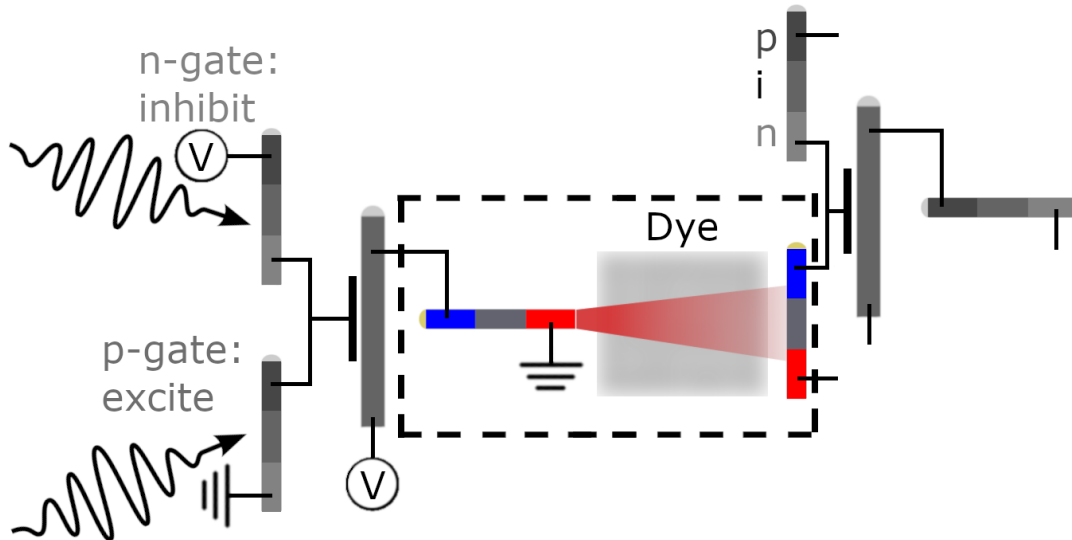 n-gate:
inhibit
V
p-gate:
excite
V
Dye
p
i
n